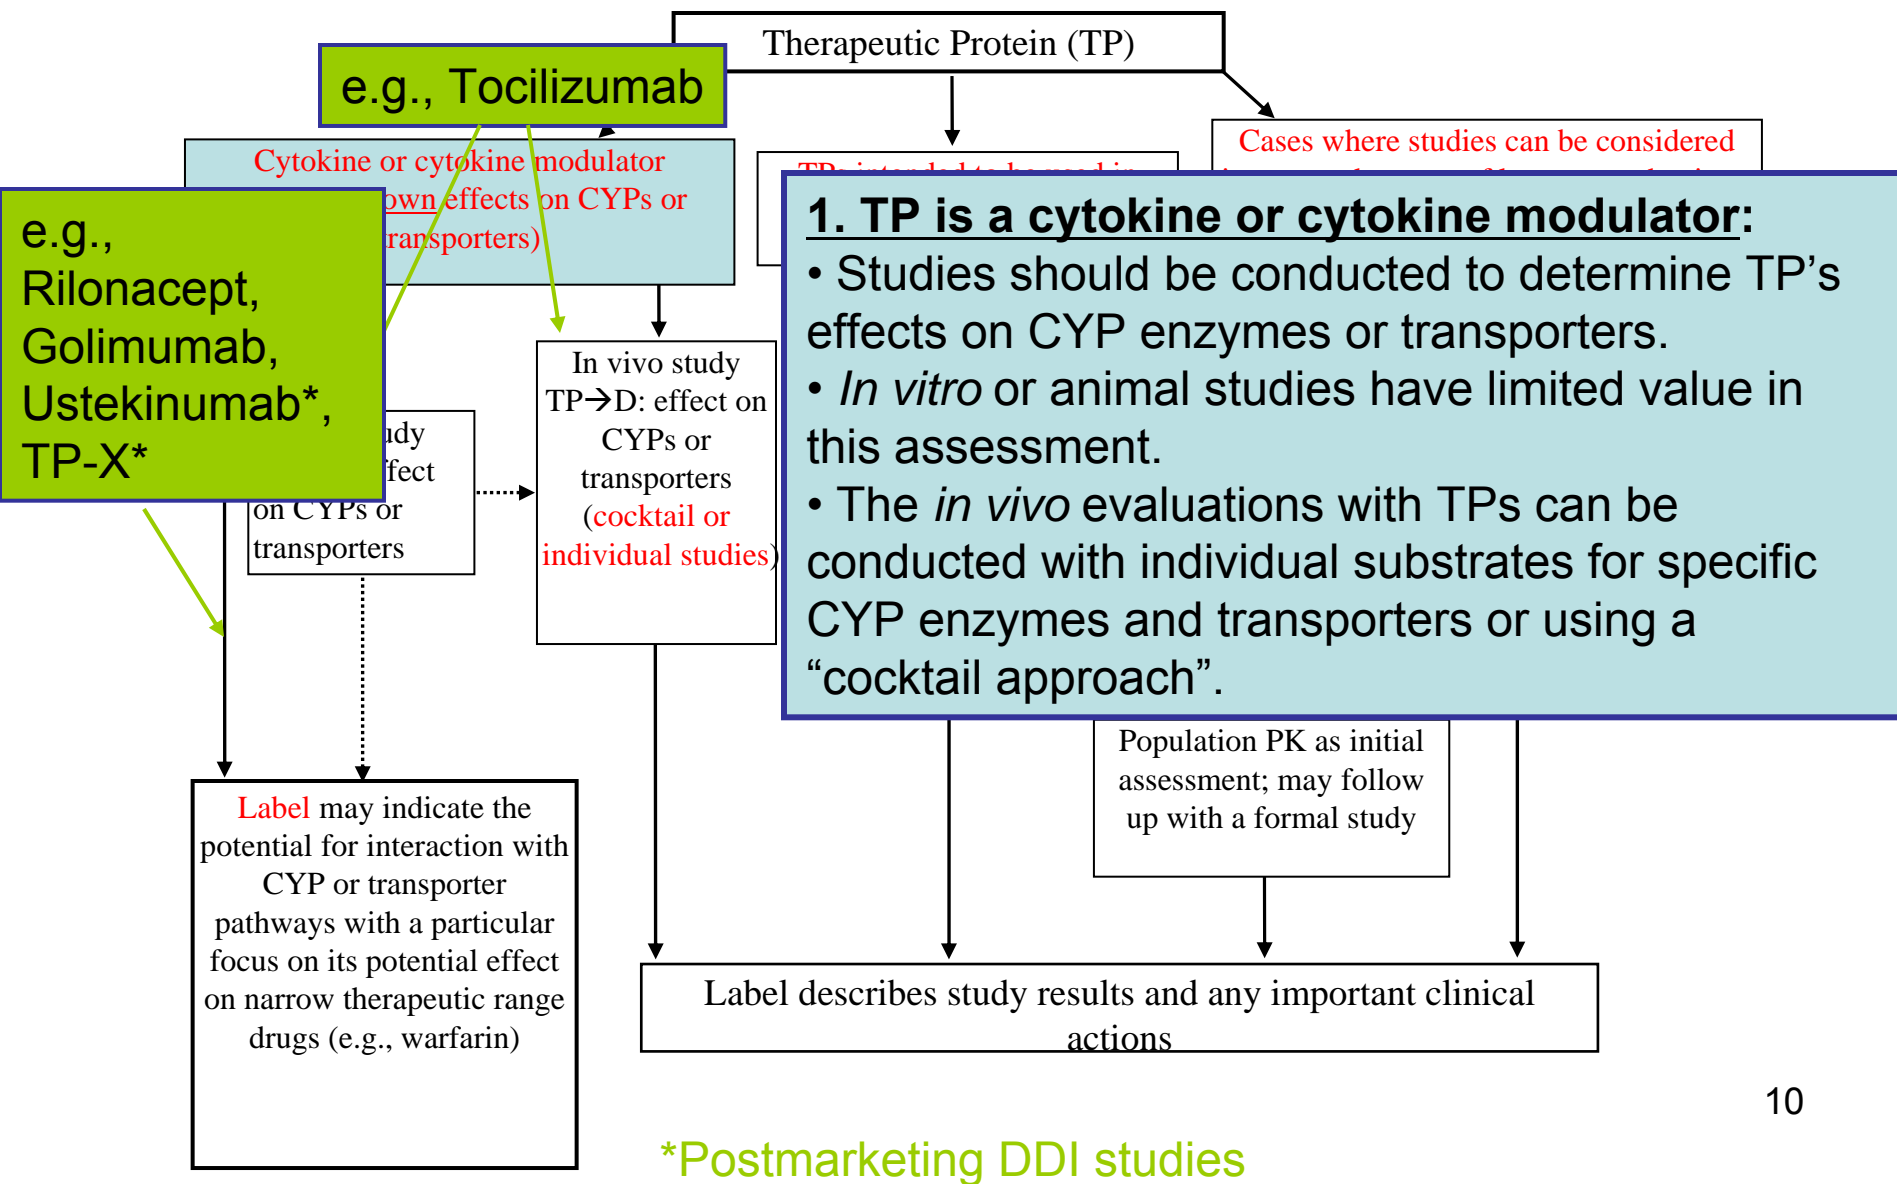 Therapeutic Protein (TP)
e.g., Tocilizumab
Cytokine or cytokine modulator
own effects on CYPs or
transporters)
Cases where studies can be considered
TPs intended to be used in
e.g.,
Rilonacept,
Golimumab,
Ustekinumab*,
TP-X*
1. TP is a cytokine or cytokine modulator:
• Studies should be conducted to determine TP’s
effects on CYP enzymes or transporters.
• In vitro or animal studies have limited value in
this assessment.
• The in vivo evaluations with TPs can be
conducted with individual substrates for specific
CYP enzymes and transporters or using a
“cocktail approach”.
In vivo study
TP→D: effect on
CYPs or
transporters
(cocktail or
individual studies)
udy
fect
on CYPs or
transporters
Population PK as initial
assessment; may follow
up with a formal study
Label may indicate the
potential for interaction with
CYP or transporter
pathways with a particular
focus on its potential effect
on narrow therapeutic range
drugs (e.g., warfarin)
Label describes study results and any important clinical
actions
10
*Postmarketing DDI studies